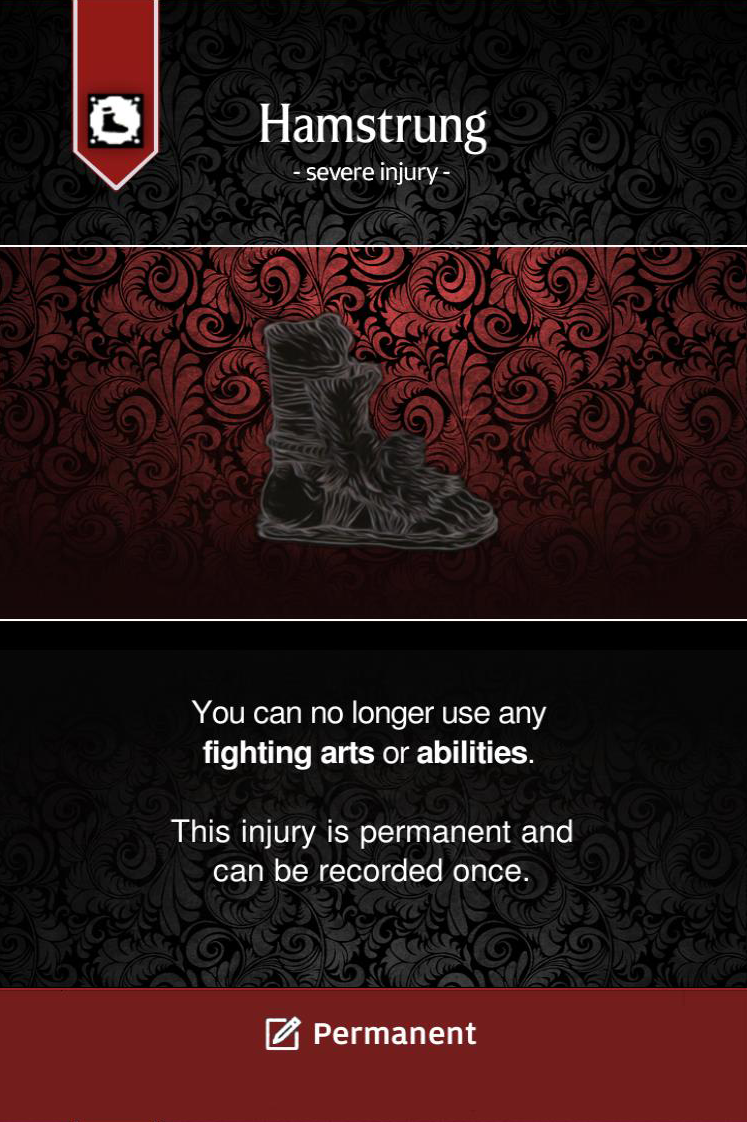 Hamstrung
- severe injury -
You can no longer use any
fighting arts or abilities.
This injury is permanent and
can be recorded once.
Permanent